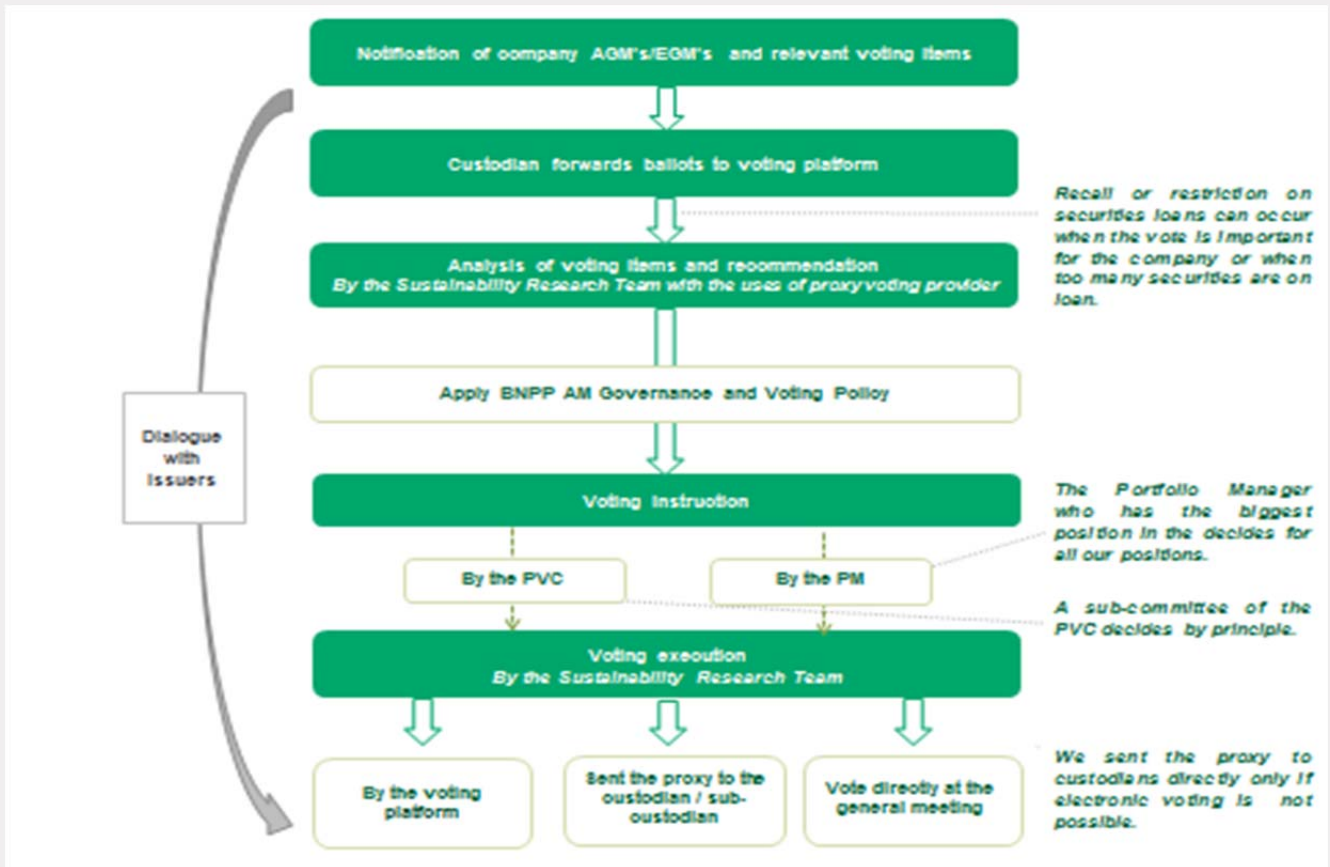 Notification of company AGM's/EGM's and relevant voting items
Custodian forwards ballots to voting platform
Recall or restriction on
securities loans can occur
when the vote is important
for the company or when
too many securities are on
loan.
Analysis of voting items and recommendation
By the Sustainability Research Team with the uses of proxy voting provider
Apply BNPP AM Governance and Voting Policy
Dialogue
with
Issuers
Voting Instruction
The Portfolio Manager
who has the biggest
position in the decides for
all our positions.
By the PVC
By the PM
A sub-committee of the
PVC decides by principle.
Voting execution
By the Sustainability Research Team
By the voting
platform
Sent the proxy to the
custodian / sub-
custodian
Vote directly at the
general meeting
We sent the proxy to
custodians directly only if
electronic voting is not
possible.